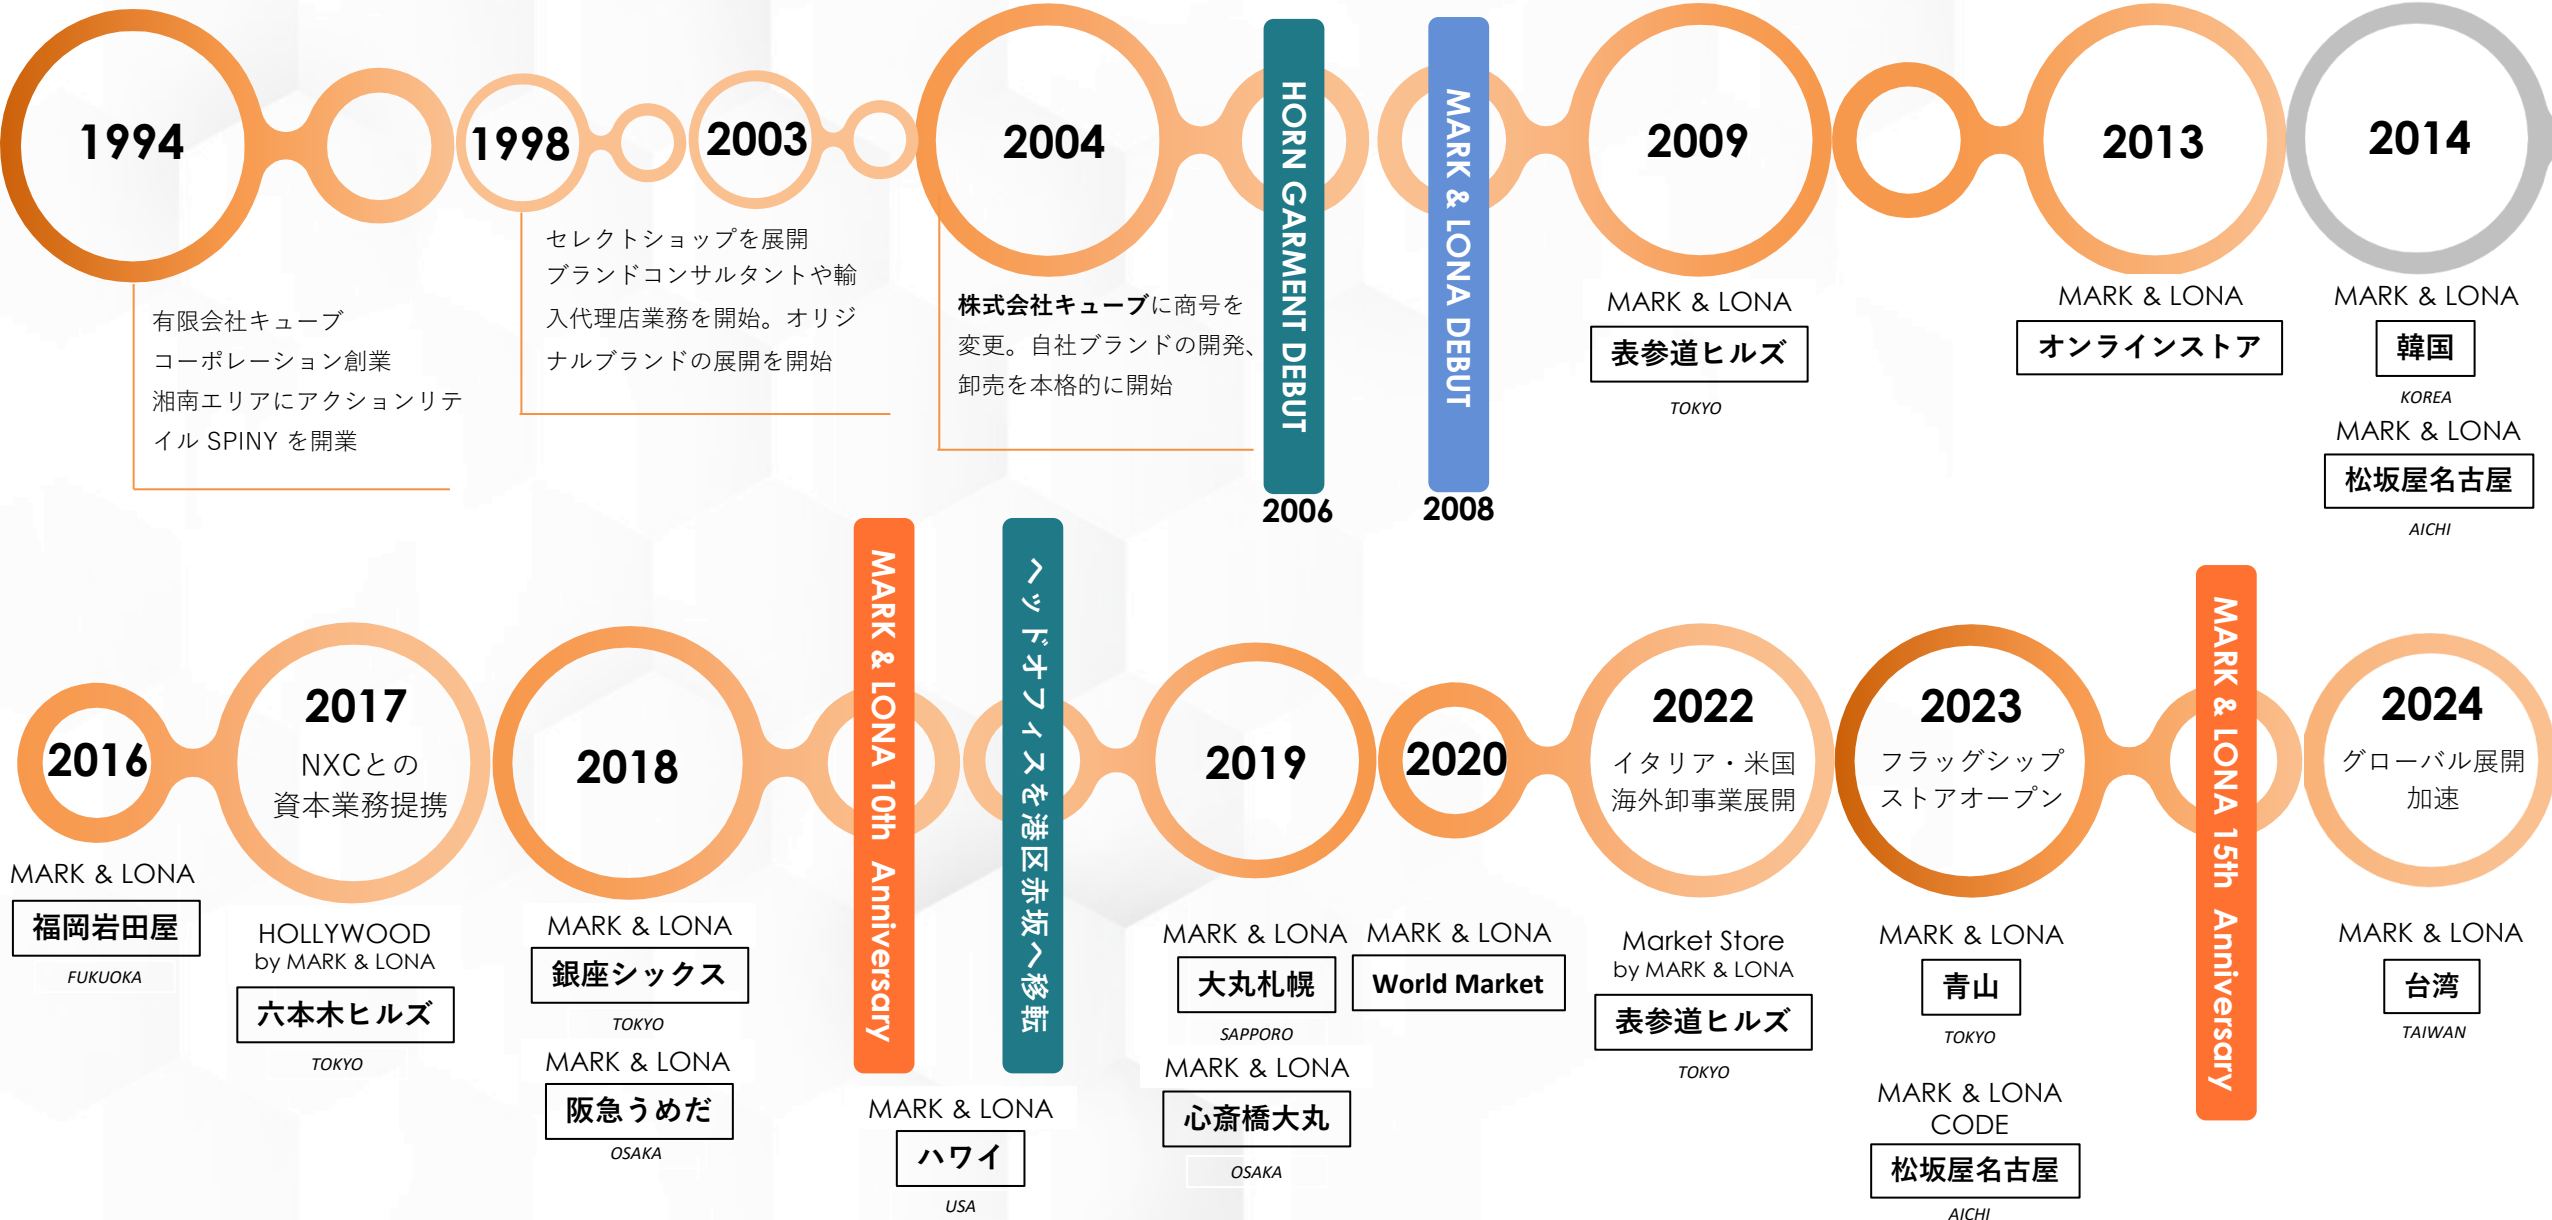 1994
有限会社キューブ
コーポレーション創業
湘南エリアにアクションリテ
イル SPINY を開業
1998
2003
セレクトショップを展開
ブランドコンサルタントや輸
入代理店業務を開始。オリジ
ナルブランドの展開を開始
2004
株式会社キューブに商号を
変更。自社ブランドの開発、
卸売を本格的に開始
HORN GARMENT DEBUT
2006
MARK & LONA DEBUT
2008
2009
MARK & LONA
表参道ヒルズ
TOKYO
2013
MARK & LONA
オンラインストア
2014
MARK & LONA
韓国
KOREA
MARK & LONA
松坂屋名古屋
AICHI
2016
MARK & LONA
福岡岩田屋
FUKUOKA
2017
NXCとの
資本業務提携
HOLLYWOOD
by MARK & LONA
六本木ヒルズ
TOKYO
2018
MARK & LONA
銀座シックス
TOKYO
MARK & LONA
阪急うめだ
OSAKA
MARK & LONA 10th Anniversary
MARK & LONA
ハワイ
USA
ヘッドオフィスを港区赤坂へ移転
2019
MARK & LONA
大丸札幌
SAPPORO
MARK & LONA
心斎橋大丸
OSAKA
2020
MARK & LONA
World Market
2022
イタリア・米国
海外卸事業展開
Market Store
by MARK & LONA
表参道ヒルズ
TOKYO
2023
フラッグシップ
ストアオープン
MARK & LONA
青山
TOKYO
MARK & LONA
CODE
松坂屋名古屋
AICHI
MARK & LONA 15th Anniversary
2024
グローバル展開
加速
MARK & LONA
台湾
TAIWAN